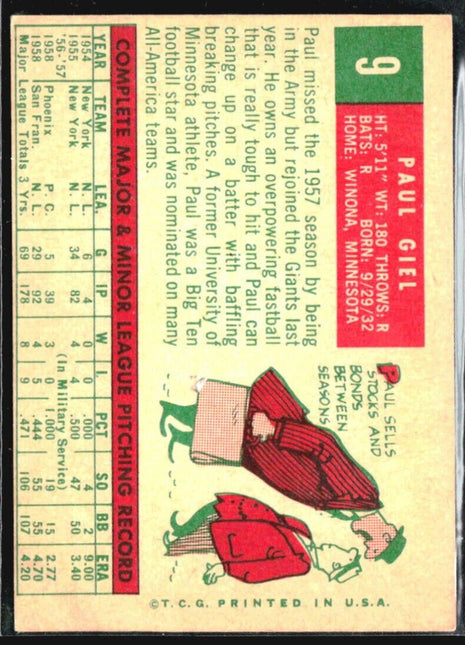 9
PAUL GIEL
HT: 5'11" WT: 180 THROWS: R
BATS: R BORN: 9/29/32
HOME: WINONA, MINNESOTA
Paul missed the 1957 season by being
in the Army but rejoined the Giants last
year. He owns an overpowering fastball
that is really tough to hit and Paul can
change up on a batter with baffling
breaking pitches. A former University of
Minnesota athlete, Paul was a Big Ten
football star and was nominated on many
All-America teams.
PAUL SELLS
STOCKS AND
BONDS
BETWEEN
SEASONS
COMPLETE MAJOR & MINOR LEAGUE PITCHING RECORD
YEAR TEAM LEA. G IP W L PCT SO BB ERA
1954 New York N. L. 6 4 0 0 .000 4 2 9.00
1955 New York N. L. 34 82 4 4 .500 47 50 3.40
'56-'57 (In Military Service)
1958 Phoenix P. C. 5 39 3 0 1.000 19 15 2.77
1958 San Fran. N. L. 29 92 4 5 .444 55 55 4.70
Major League Totals 3 Yrs. 69 178 8 9 .471 106 107 4.20
©T.C.G. PRINTED IN U.S.A.